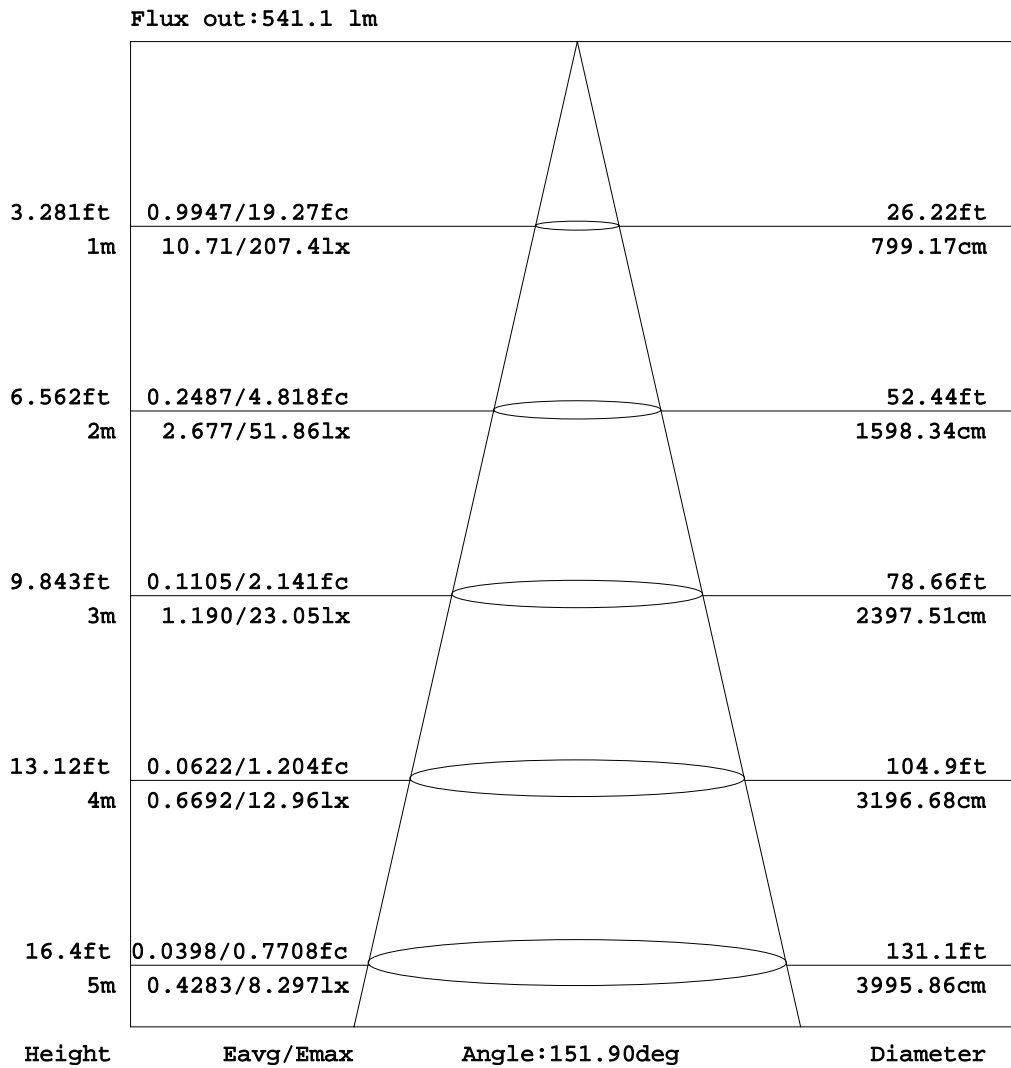 Flux out:541.1 lm
3.281ft 0.9947/19.27fc 26.22ft
1m 10.71/207.4lx 799.17cm
6.562ft 0.2487/4.818fc 52.44ft
2m 2.677/51.86lx 1598.34cm
9.843ft 0.1105/2.141fc 78.66ft
3m 1.190/23.05lx 2397.51cm
13.12ft 0.0622/1.204fc 104.9ft
4m 0.6692/12.96lx 3196.68cm
16.4ft 0.0398/0.7708fc 131.1ft
5m 0.4283/8.297lx 3995.86cm
Height Eavg/Emax Angle:151.90deg Diameter